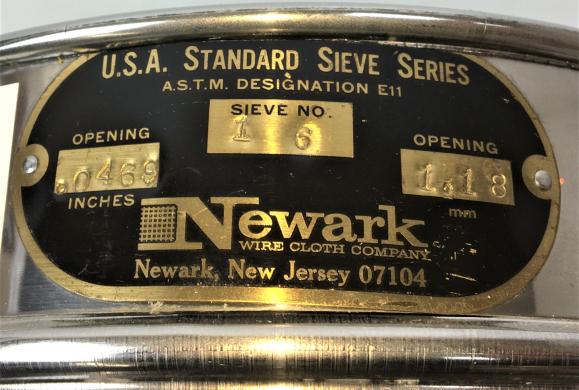 U.S.A. STANDARD SIEVE SERIES
A.S.T.M. DESIGNATION E11
SIEVE NO.
16
OPENING
.0469
INCHES
OPENING
1.18
mm
Newark
WIRE CLOTH COMPANY
Newark, New Jersey 07104